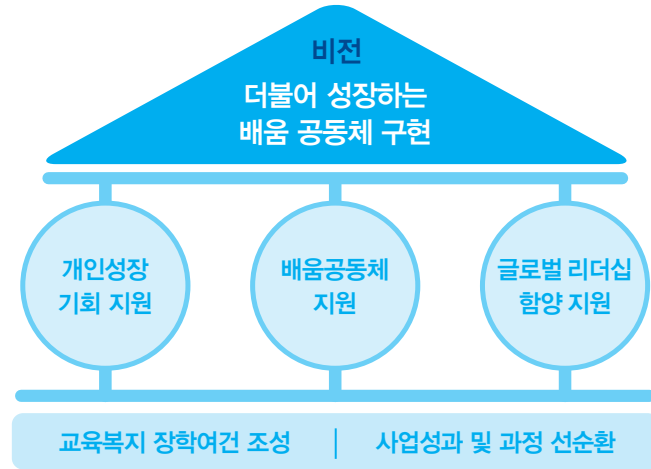 비전
더불어 성장하는
배움 공동체 구현
개인성장
기회 지원
배움공동체
지원
글로벌 리더십
함양 지원
교육복지 장학여건 조성 | 사업성과 및 과정 선순환